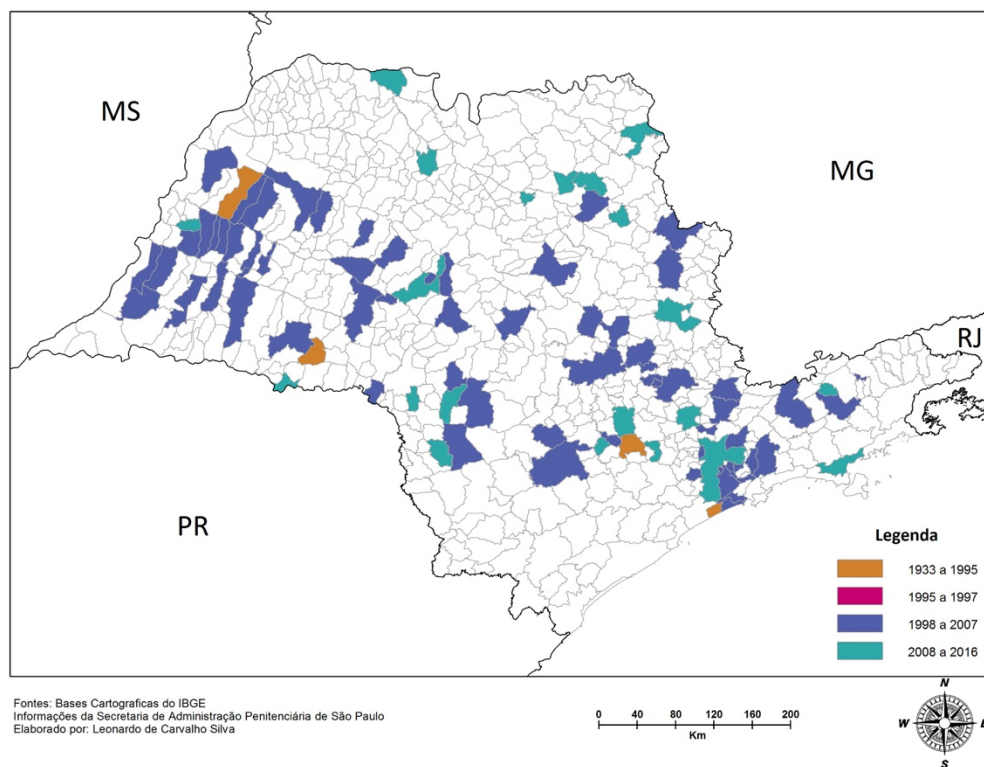 MS
MG
RJ
PR
Legenda
1933 a 1995
1995 a 1997
1998 a 2007
2008 a 2016
Fontes: Bases Cartograficas do IBGE
Informações da Secretaria de Administração Penitenciária de São Paulo
Elaborado por: Leonardo de Carvalho Silva
0 40 80 120 160 200
Km
N
W E
S